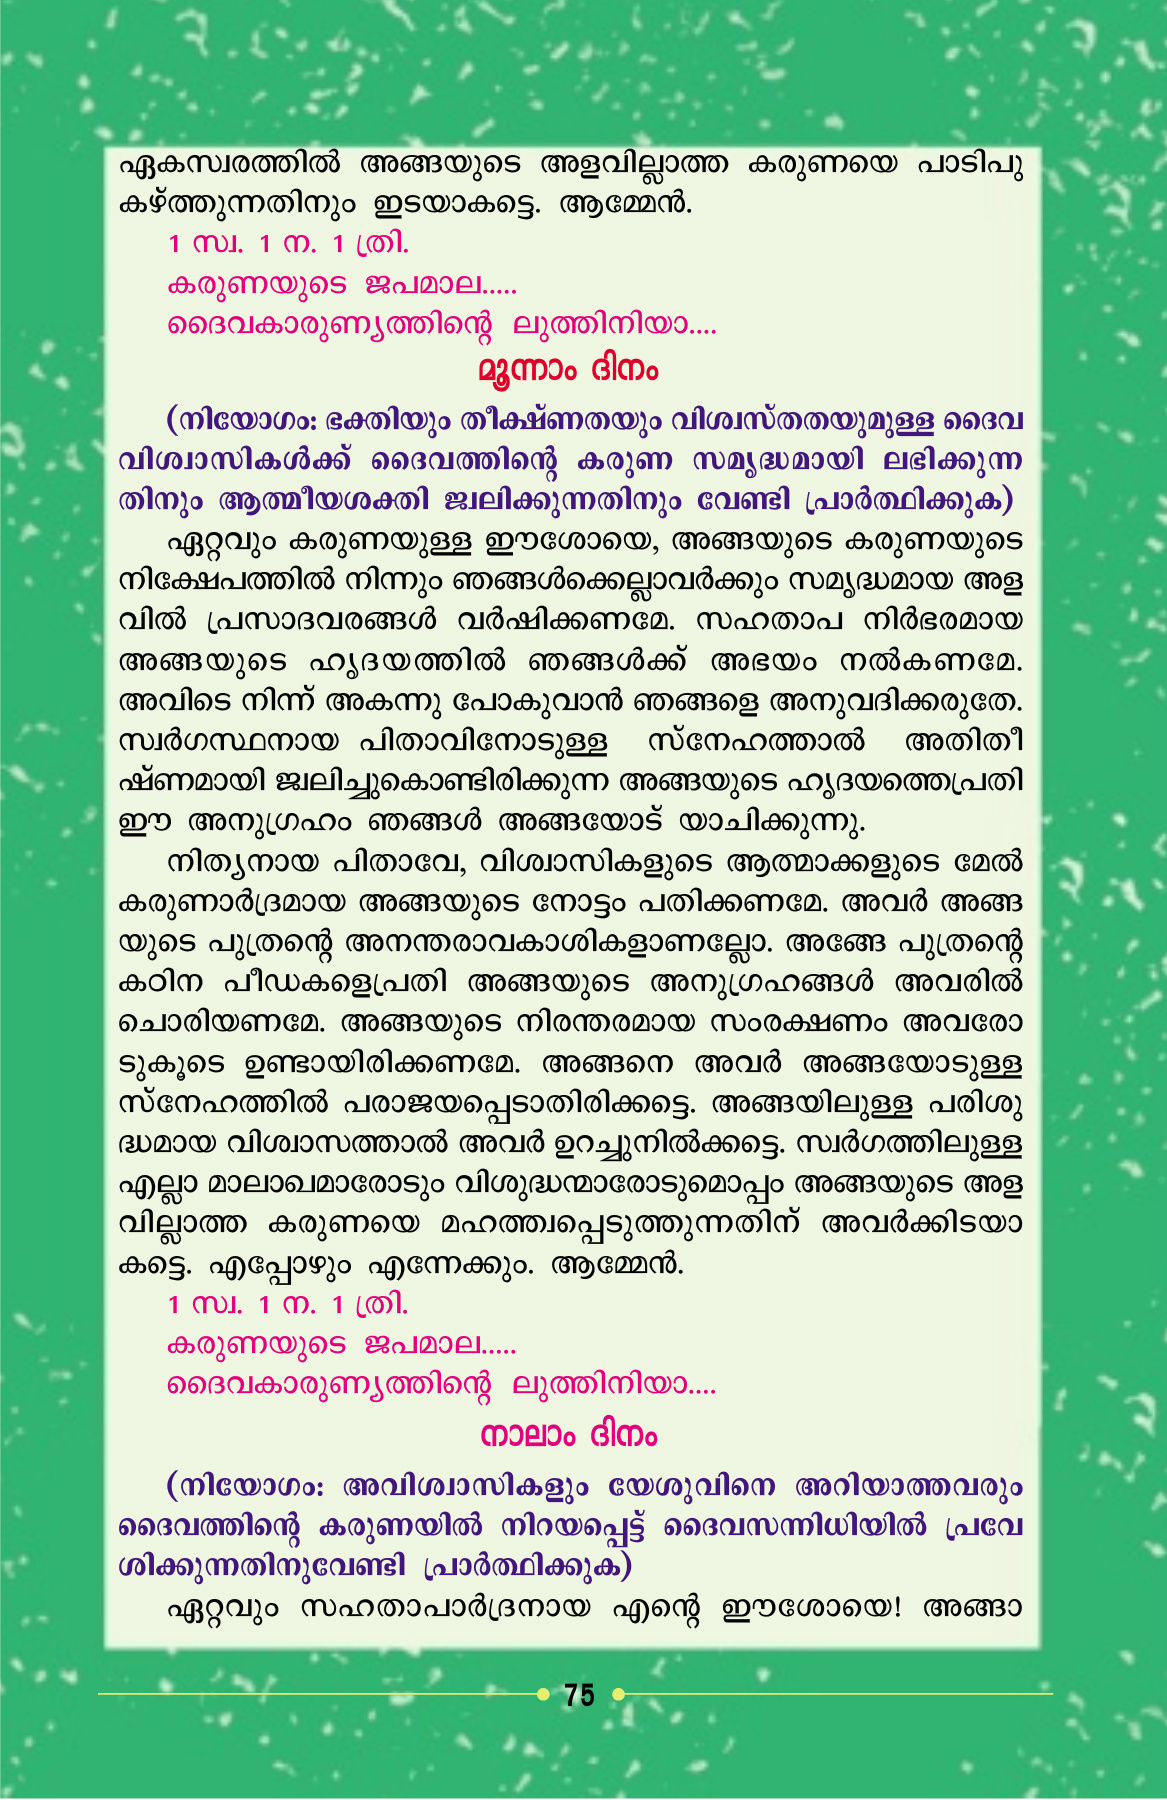 ഏകസ്വരത്തിൽ അങ്ങയുടെ അളവില്ലാത്ത കരുണയെ പാടിപു
കഴ്ത്തുന്നതിനും ഇടയാകട്ടെ. ആമ്മേൻ.
1 സ്വ. 1 ന. 1 ത്രി.
കരുണയുടെ ജപമാല.....
ദൈവകാരുണ്യത്തിന്റെ ലുത്തിനിയാ....
മൂന്നാം ദിനം
(നിയോഗം: ഭക്തിയും തീക്ഷ്ണതയും വിശ്വസ്തതയുമുള്ള ദൈവ
വിശ്വാസികൾക്ക് ദൈവത്തിന്റെ കരുണ സമൃദ്ധമായി ലഭിക്കുന്ന
തിനും ആത്മീയശക്തി ജ്വലിക്കുന്നതിനും വേണ്ടി പ്രാർത്ഥിക്കുക)
ഏറ്റവും കരുണയുള്ള ഈശോയെ, അങ്ങയുടെ കരുണയുടെ
നിക്ഷേപത്തിൽ നിന്നും ഞങ്ങൾക്കെല്ലാവർക്കും സമൃദ്ധമായ അള
വിൽ പ്രസാദവരങ്ങൾ വർഷിക്കണമേ. സഹതാപ നിർഭരമായ
അങ്ങയുടെ ഹൃദയത്തിൽ ഞങ്ങൾക്ക് അഭയം നൽകണമേ.
അവിടെ നിന്ന് അകന്നു പോകുവാൻ ഞങ്ങളെ അനുവദിക്കരുതേ.
സ്വർഗസ്ഥനായ പിതാവിനോടുള്ള സ്നേഹത്താൽ അതിതീ
ഷ്ണമായി ജ്വലിച്ചുകൊണ്ടിരിക്കുന്ന അങ്ങയുടെ ഹൃദയത്തെപ്രതി
ഈ അനുഗ്രഹം ഞങ്ങൾ അങ്ങയോട് യാചിക്കുന്നു.
നിത്യനായ പിതാവേ, വിശ്വാസികളുടെ ആത്മാക്കളുടെ മേൽ
കരുണാർദ്രമായ അങ്ങയുടെ നോട്ടം പതിക്കണമേ. അവർ അങ്ങ
യുടെ പുത്രന്റെ അനന്തരാവകാശികളാണല്ലോ. അങ്ങേ പുത്രന്റെ
കഠിന പീഡകളെപ്രതി അങ്ങയുടെ അനുഗ്രഹങ്ങൾ അവരിൽ
ചൊരിയണമേ. അങ്ങയുടെ നിരന്തരമായ സംരക്ഷണം അവരോ
ടുകൂടെ ഉണ്ടായിരിക്കണമേ. അങ്ങനെ അവർ അങ്ങയോടുള്ള
സ്നേഹത്തിൽ പരാജയപ്പെടാതിരിക്കട്ടെ. അങ്ങയിലുള്ള പരിശു
ദ്ധമായ വിശ്വാസത്താൽ അവർ ഉറച്ചുനിൽക്കട്ടെ. സ്വർഗത്തിലുള്ള
എല്ലാ മാലാഖമാരോടും വിശുദ്ധന്മാരോടുമൊപ്പം അങ്ങയുടെ അള
വില്ലാത്ത കരുണയെ മഹത്ത്വപ്പെടുത്തുന്നതിന് അവർക്കിടയാ
കട്ടെ. എപ്പോഴും എന്നേക്കും. ആമ്മേൻ.
1 സ്വ. 1 ന. 1 ത്രി.
കരുണയുടെ ജപമാല.....
ദൈവകാരുണ്യത്തിന്റെ ലുത്തിനിയാ....
നാലാം ദിനം
(നിയോഗം: അവിശ്വാസികളും യേശുവിനെ അറിയാത്തവരും
ദൈവത്തിന്റെ കരുണയിൽ നിറയപ്പെട്ട് ദൈവസന്നിധിയിൽ പ്രവേ
ശിക്കുന്നതിനുവേണ്ടി പ്രാർത്ഥിക്കുക)
ഏറ്റവും സഹതാപാർദ്രനായ എന്റെ ഈശോയെ! അങ്ങാ
75